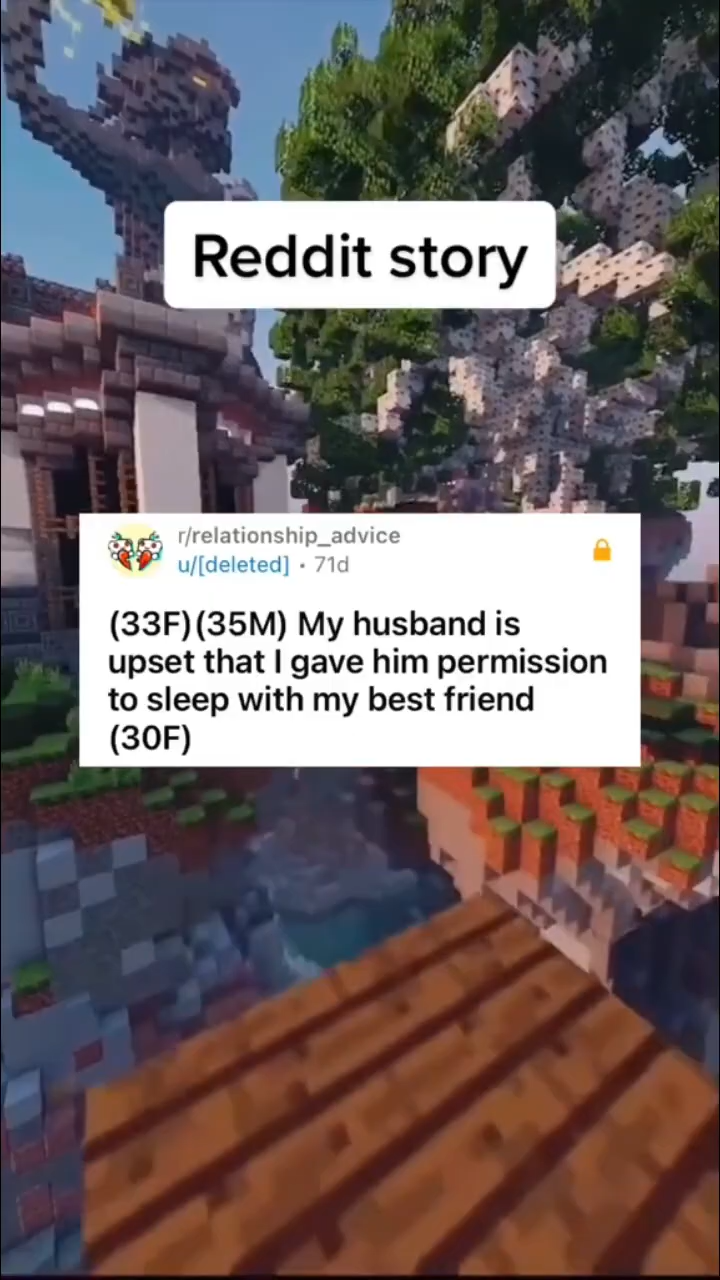 Reddit story
r/relationship_advice
u/[deleted] • 71d
(33F)(35M) My husband is
upset that I gave him permission
to sleep with my best friend
(30F)